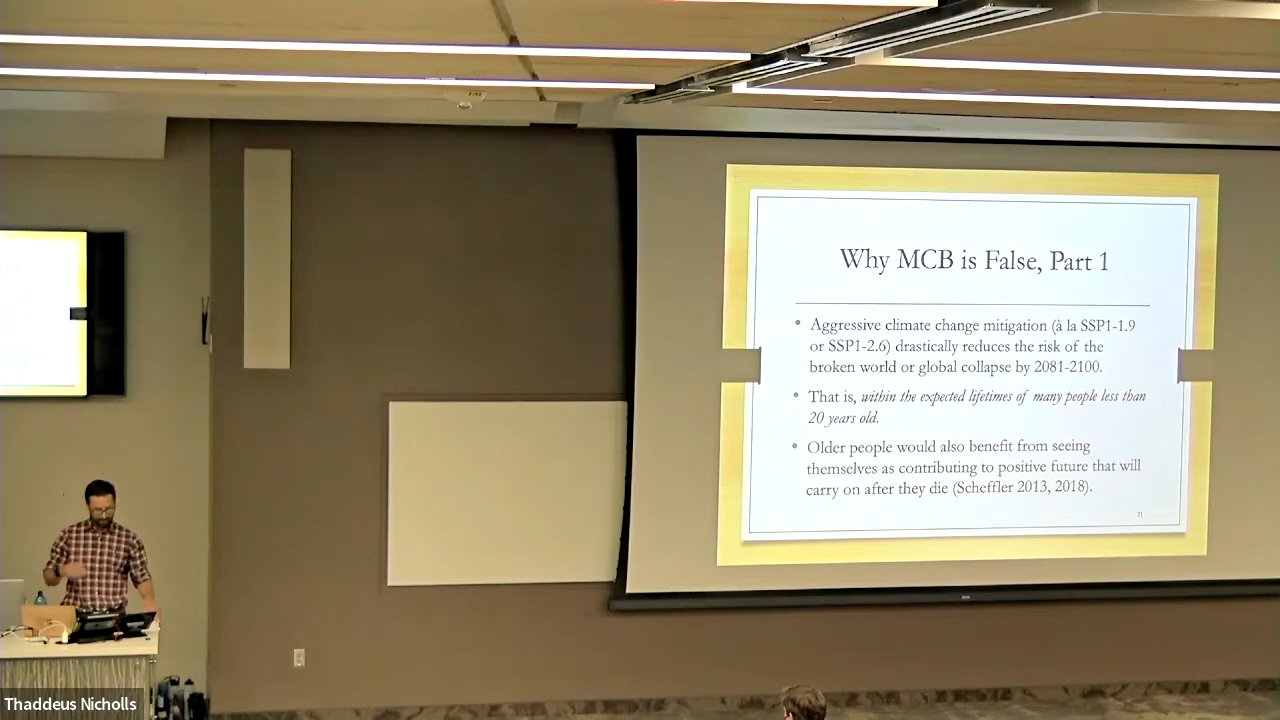 Why MCB is False, Part 1
• Aggressive climate change mitigation (à la SSP1-1.9
or SSP1-2.6) drastically reduces the risk of the
broken world or global collapse by 2081-2100.
• That is, within the expected lifetimes of many people less than
20 years old.
• Older people would also benefit from seeing
themselves as contributing to positive future that will
carry on after they die (Scheffler 2013, 2018).
21
Thaddeus Nicholls